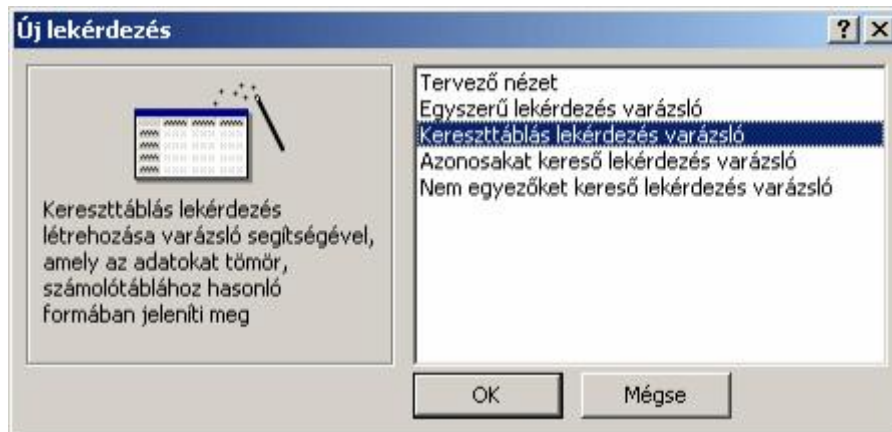 Új lekérdezés
Kereszttáblás lekérdezés
létrehozása varázsló segítségével,
amely az adatokat tömör,
számolótáblához hasonló
formában jeleníti meg
Tervező nézet
Egyszerű lekérdezés varázsló
Kereszttáblás lekérdezés varázsló
Azonosakat kereső lekérdezés varázsló
Nem egyezőket kereső lekérdezés varázsló
OK
Mégse